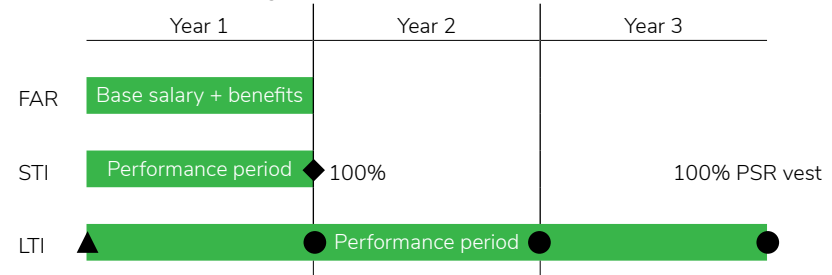 Year 1 Year 2 Year 3
FAR Base salary + benefits
STI Performance period 100% 100% PSR vest
LTI Performance period